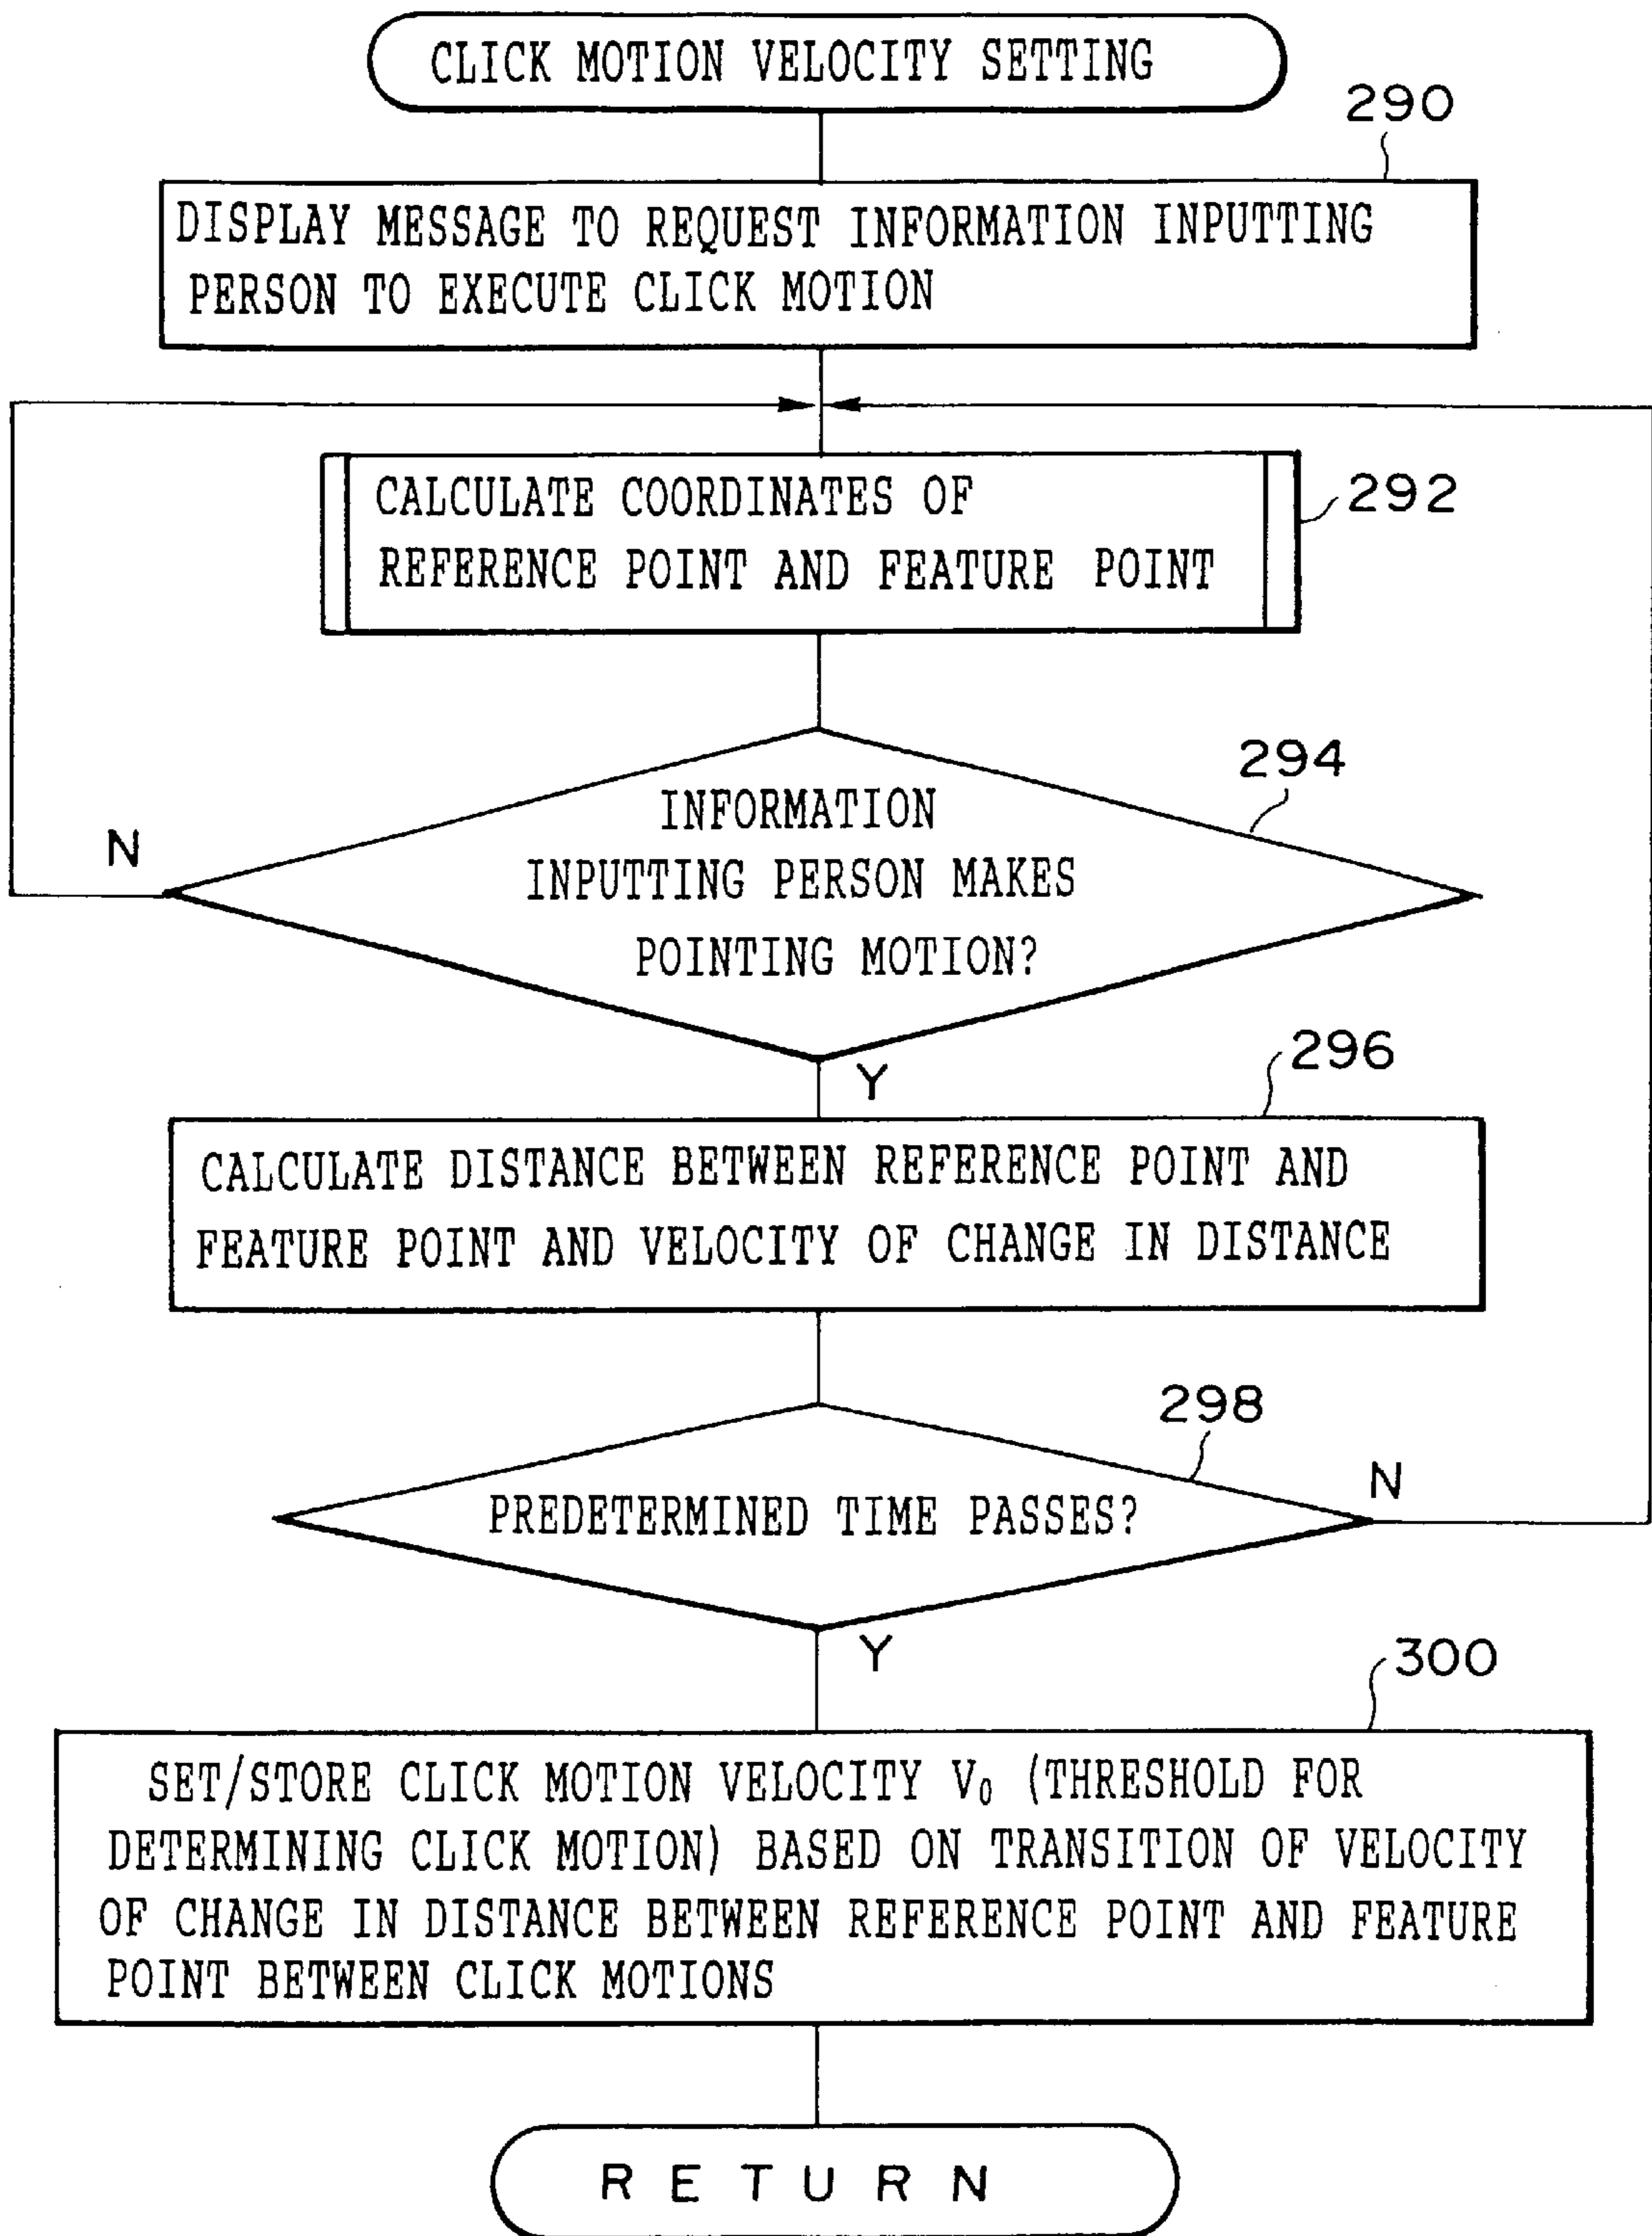 CLICK MOTION VELOCITY SETTING
290
DISPLAY MESSAGE TO REQUEST INFORMATION INPUTTING
PERSON TO EXECUTE CLICK MOTION
CALCULATE COORDINATES OF
REFERENCE POINT AND FEATURE POINT
292
294
INFORMATION
INPUTTING PERSON MAKES
POINTING MOTION?
N
Y
296
CALCULATE DISTANCE BETWEEN REFERENCE POINT AND
FEATURE POINT AND VELOCITY OF CHANGE IN DISTANCE
298
PREDETERMINED TIME PASSES?
N
Y
300
SET/STORE CLICK MOTION VELOCITY V₀ (THRESHOLD FOR
DETERMINING CLICK MOTION) BASED ON TRANSITION OF VELOCITY
OF CHANGE IN DISTANCE BETWEEN REFERENCE POINT AND FEATURE
POINT BETWEEN CLICK MOTIONS
RETURN